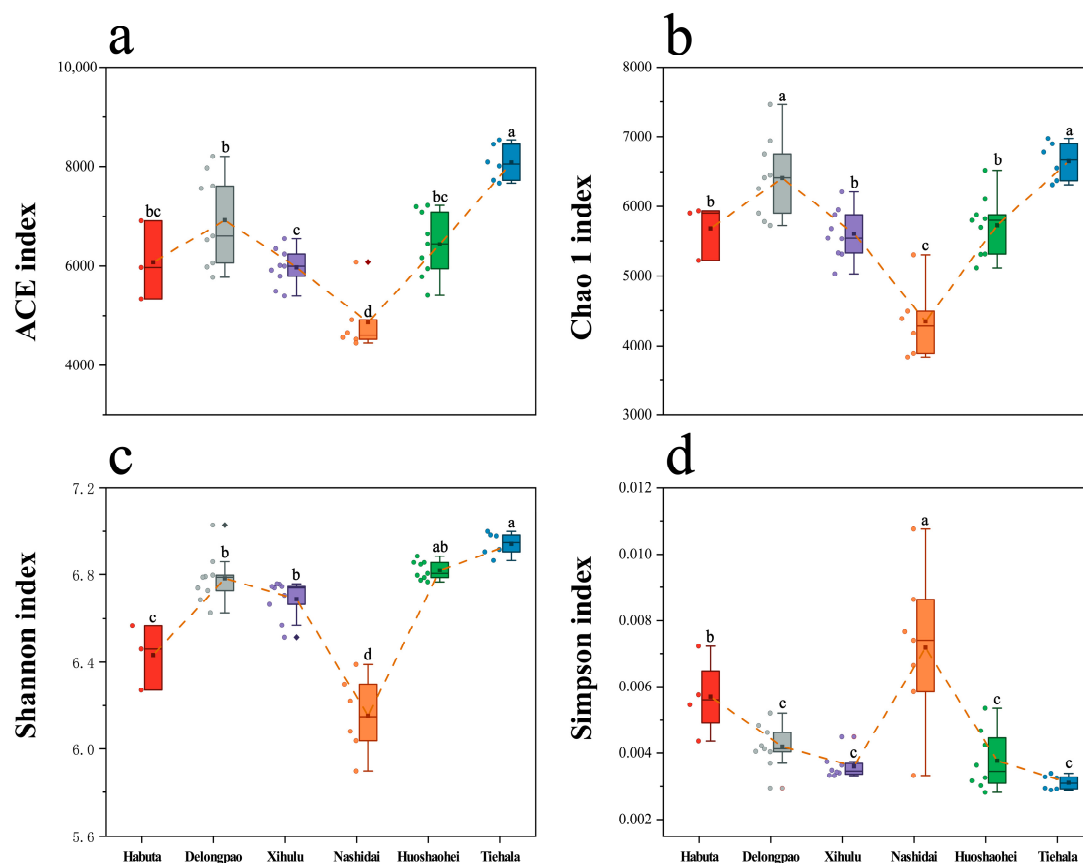 a
10,000
8000
6000
4000
ACE index
bc
b
c
d
bc
a
b
8000
7000
6000
5000
4000
3000
Chao 1 index
b
a
b
c
b
a
c
7.2
6.8
6.4
6.0
5.6
Shannon index
c
b
b
d
ab
a
Habuta Delongpao Xihulu Nashidai Huoshaohei Tiehala
d
0.012
0.010
0.008
0.006
0.004
0.002
Simpson index
b
c
c
a
c
c
Habuta Delongpao Xihulu Nashidai Huoshaohei Tiehala